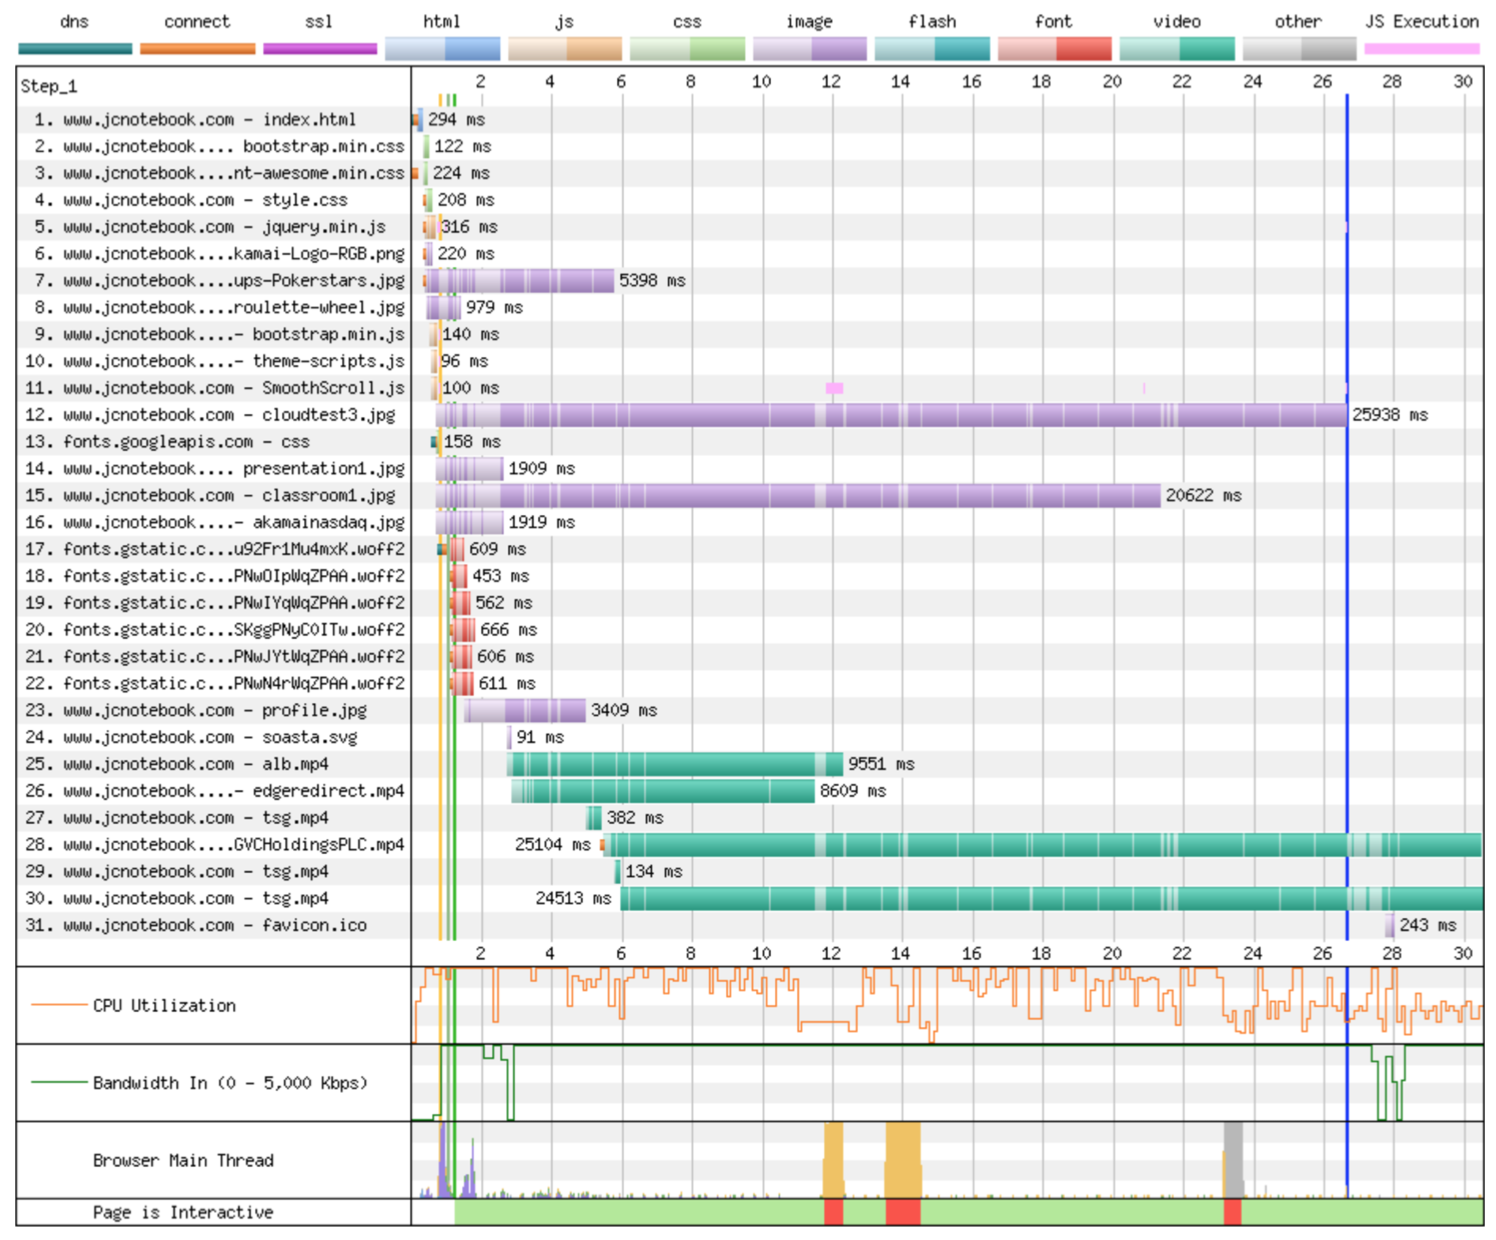 dns connect ssl html js css image flash font video other JS Execution
Step_1 2 4 6 8 10 12 14 16 18 20 22 24 26 28 30
1. www.jcnotebook.com - index.html 294 ms
2. www.jcnotebook.... bootstrap.min.css 122 ms
3. www.jcnotebook....nt-awesome.min.css 224 ms
4. www.jcnotebook.com - style.css 208 ms
5. www.jcnotebook.com - jquery.min.js 316 ms
6. www.jcnotebook....kamai-Logo-RGB.png 220 ms
7. www.jcnotebook....ups-Pokerstars.jpg 5398 ms
8. www.jcnotebook....roulette-wheel.jpg 979 ms
9. www.jcnotebook....- bootstrap.min.js 140 ms
10. www.jcnotebook....- theme-scripts.js 96 ms
11. www.jcnotebook.com - SmoothScroll.js 100 ms
12. www.jcnotebook.com - cloudtest3.jpg 25938 ms
13. fonts.googleapis.com - css 158 ms
14. www.jcnotebook.... presentation1.jpg 1909 ms
15. www.jcnotebook.com - classroom1.jpg 20622 ms
16. www.jcnotebook....- akamainasdaq.jpg 1919 ms
17. fonts.gstatic.c...u92Fr1Mu4mxK.woff2 609 ms
18. fonts.gstatic.c...PNwOIpWqZPAA.woff2 453 ms
19. fonts.gstatic.c...PNwIYqWqZPAA.woff2 562 ms
20. fonts.gstatic.c...SKggPNyCOITw.woff2 666 ms
21. fonts.gstatic.c...PNwJYtWqZPAA.woff2 606 ms
22. fonts.gstatic.c...PNwN4rWqZPAA.woff2 611 ms
23. www.jcnotebook.com - profile.jpg 3409 ms
24. www.jcnotebook.com - soasta.svg 91 ms
25. www.jcnotebook.com - alb.mp4 9551 ms
26. www.jcnotebook....- edgeredirect.mp4 8609 ms
27. www.jcnotebook.com - tsg.mp4 382 ms
28. www.jcnotebook....GVCHoldingsPLC.mp4 25104 ms
29. www.jcnotebook.com - tsg.mp4 134 ms
30. www.jcnotebook.com - tsg.mp4 24513 ms
31. www.jcnotebook.com - favicon.ico 243 ms
2 4 6 8 10 12 14 16 18 20 22 24 26 28 30
CPU Utilization
Bandwidth In (0 - 5,000 Kbps)
Browser Main Thread
Page is Interactive